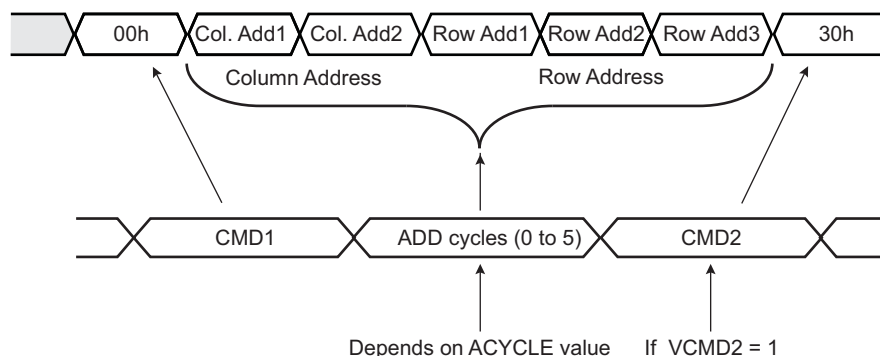 00h Col. Add1 Col. Add2 Row Add1 Row Add2 Row Add3 30h
Column Address Row Address
CMD1 ADD cycles (0 to 5) CMD2
Depends on ACYCLE value If VCMD2 = 1